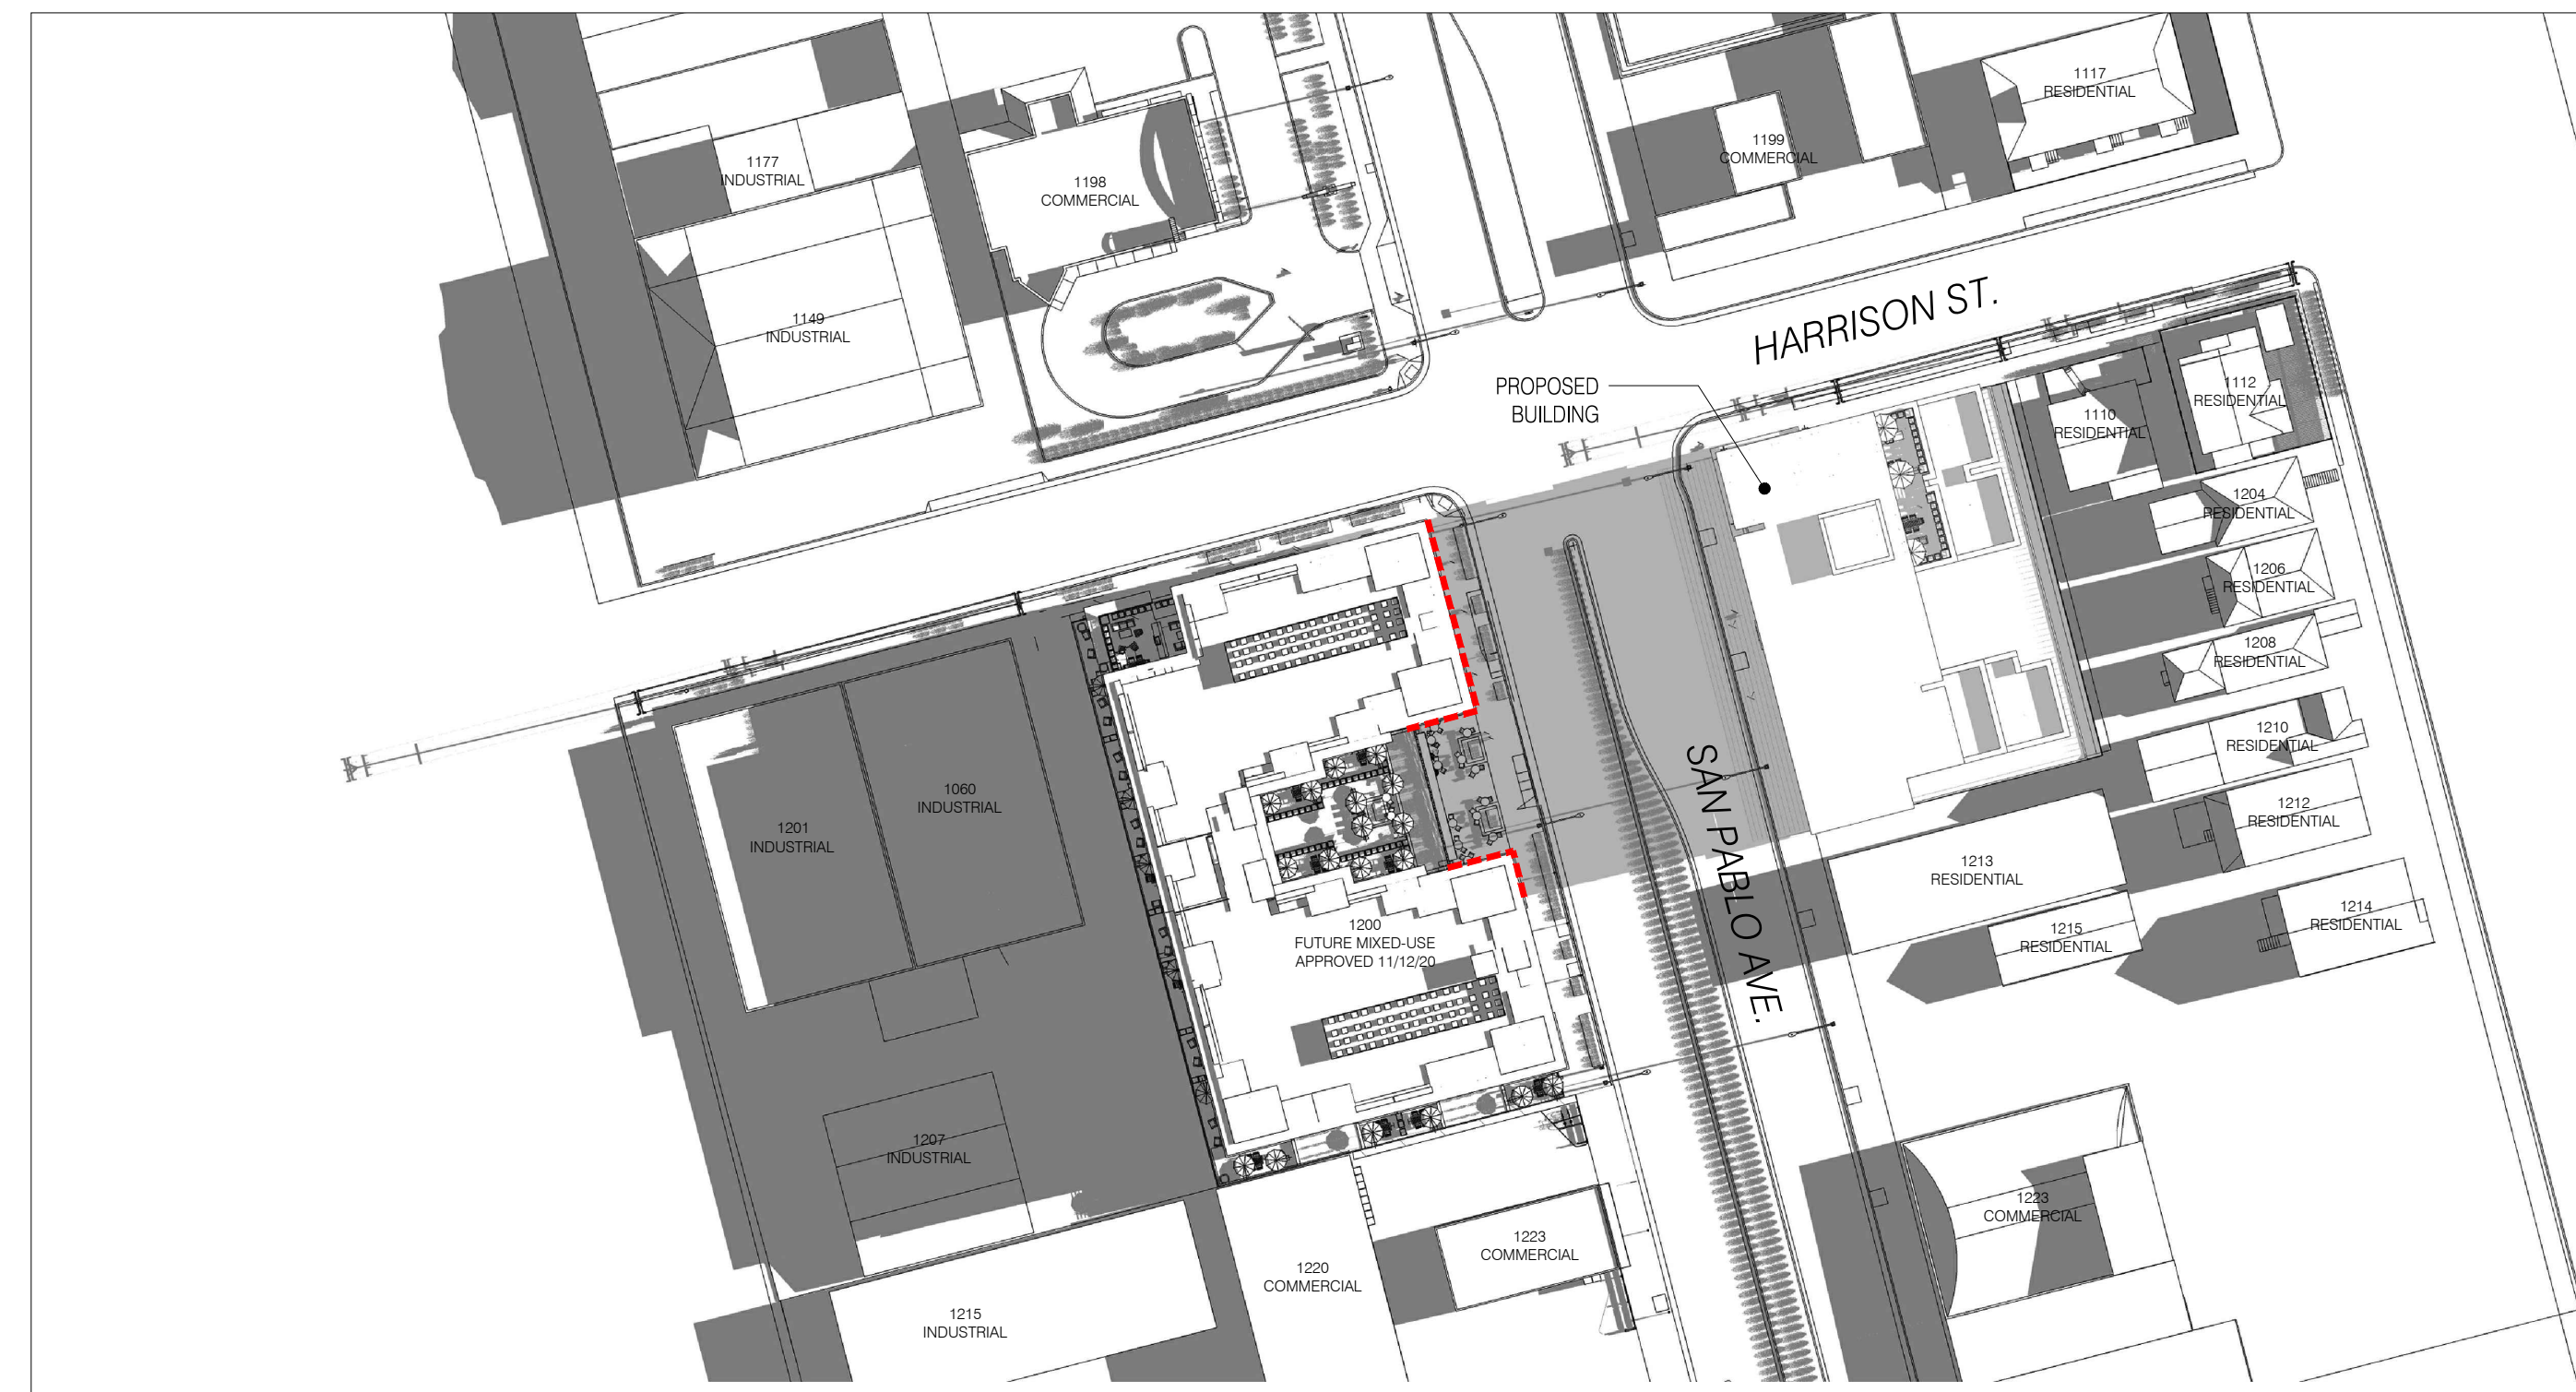 1117
RESIDENTIAL
1199
COMMERCIAL
1177
INDUSTRIAL
1198
COMMERCIAL
1149
INDUSTRIAL
HARRISON ST.
PROPOSED
BUILDING
1112
RESIDENTIAL
1110
RESIDENTIAL
1204
RESIDENTIAL
1206
RESIDENTIAL
1208
RESIDENTIAL
1210
RESIDENTIAL
1212
RESIDENTIAL
1214
RESIDENTIAL
1213
RESIDENTIAL
1215
RESIDENTIAL
SAN PABLO AVE.
1060
INDUSTRIAL
1201
INDUSTRIAL
1200
FUTURE MIXED-USE
APPROVED 11/12/20
1207
INDUSTRIAL
1223
COMMERCIAL
1223
COMMERCIAL
1220
COMMERCIAL
1215
INDUSTRIAL